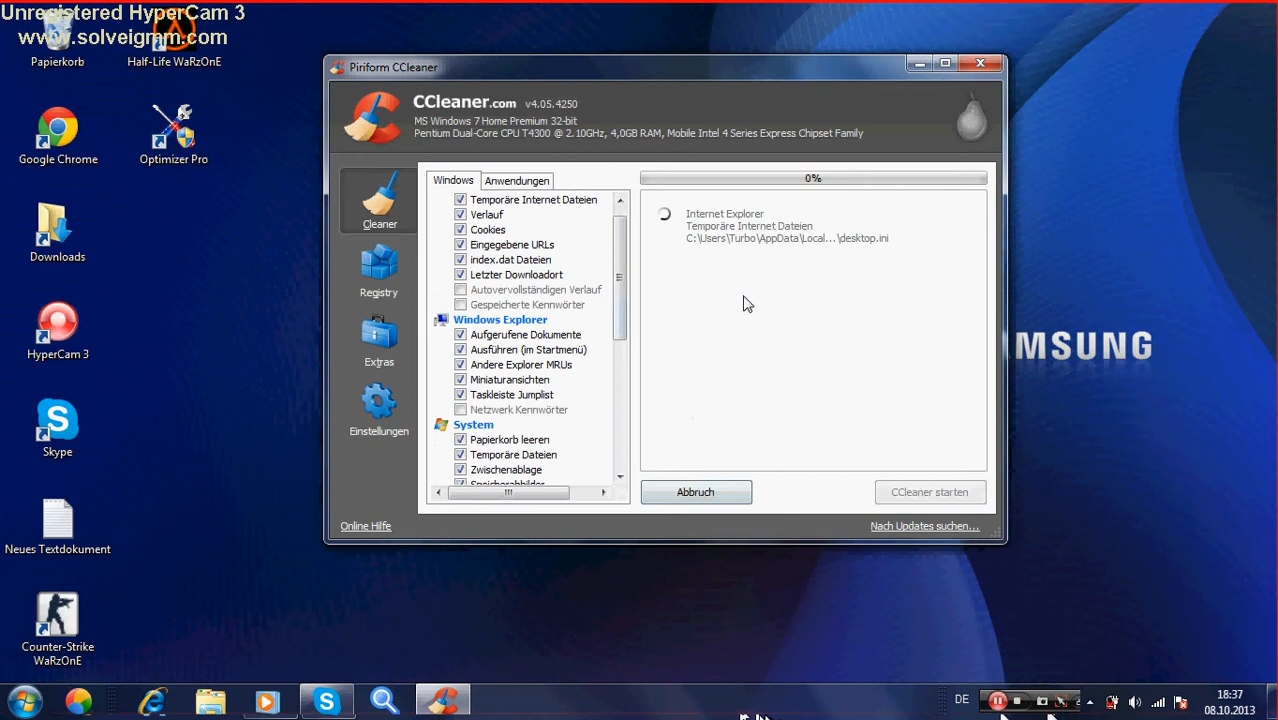 Unregistered HyperCam 3
www.solveigmm.com
Papierkorb
Half-Life WaRzOnE
Google Chrome
Optimizer Pro
Downloads
HyperCam 3
Skype
Neues Textdokument
Counter-Strike
WaRzOnE
Piriform CCleaner
CCleaner.com v4.05.4250
MS Windows 7 Home Premium 32-bit
Pentium Dual-Core CPU T4300 @ 2.10GHz, 4,0GB RAM, Mobile Intel 4 Series Express Chipset Family
Cleaner
Registry
Extras
Einstellungen
Windows
Anwendungen
Temporäre Internet Dateien
Verlauf
Cookies
Eingegebene URLs
index.dat Dateien
Letzter Downloadort
Autovervollständigen Verlauf
Gespeicherte Kennwörter
Windows Explorer
Aufgerufene Dokumente
Ausführen (im Startmenü)
Andere Explorer MRUs
Miniaturansichten
Taskleiste Jumplist
Netzwerk Kennwörter
System
Papierkorb leeren
Temporäre Dateien
Zwischenablage
Speicherabbilder
0%
Internet Explorer
Temporäre Internet Dateien
C:\Users\Turbo\AppData\Local...\desktop.ini
Abbruch
CCleaner starten
Online Hilfe
Nach Updates suchen...
MSUNG
DE
18:37
08.10.2013